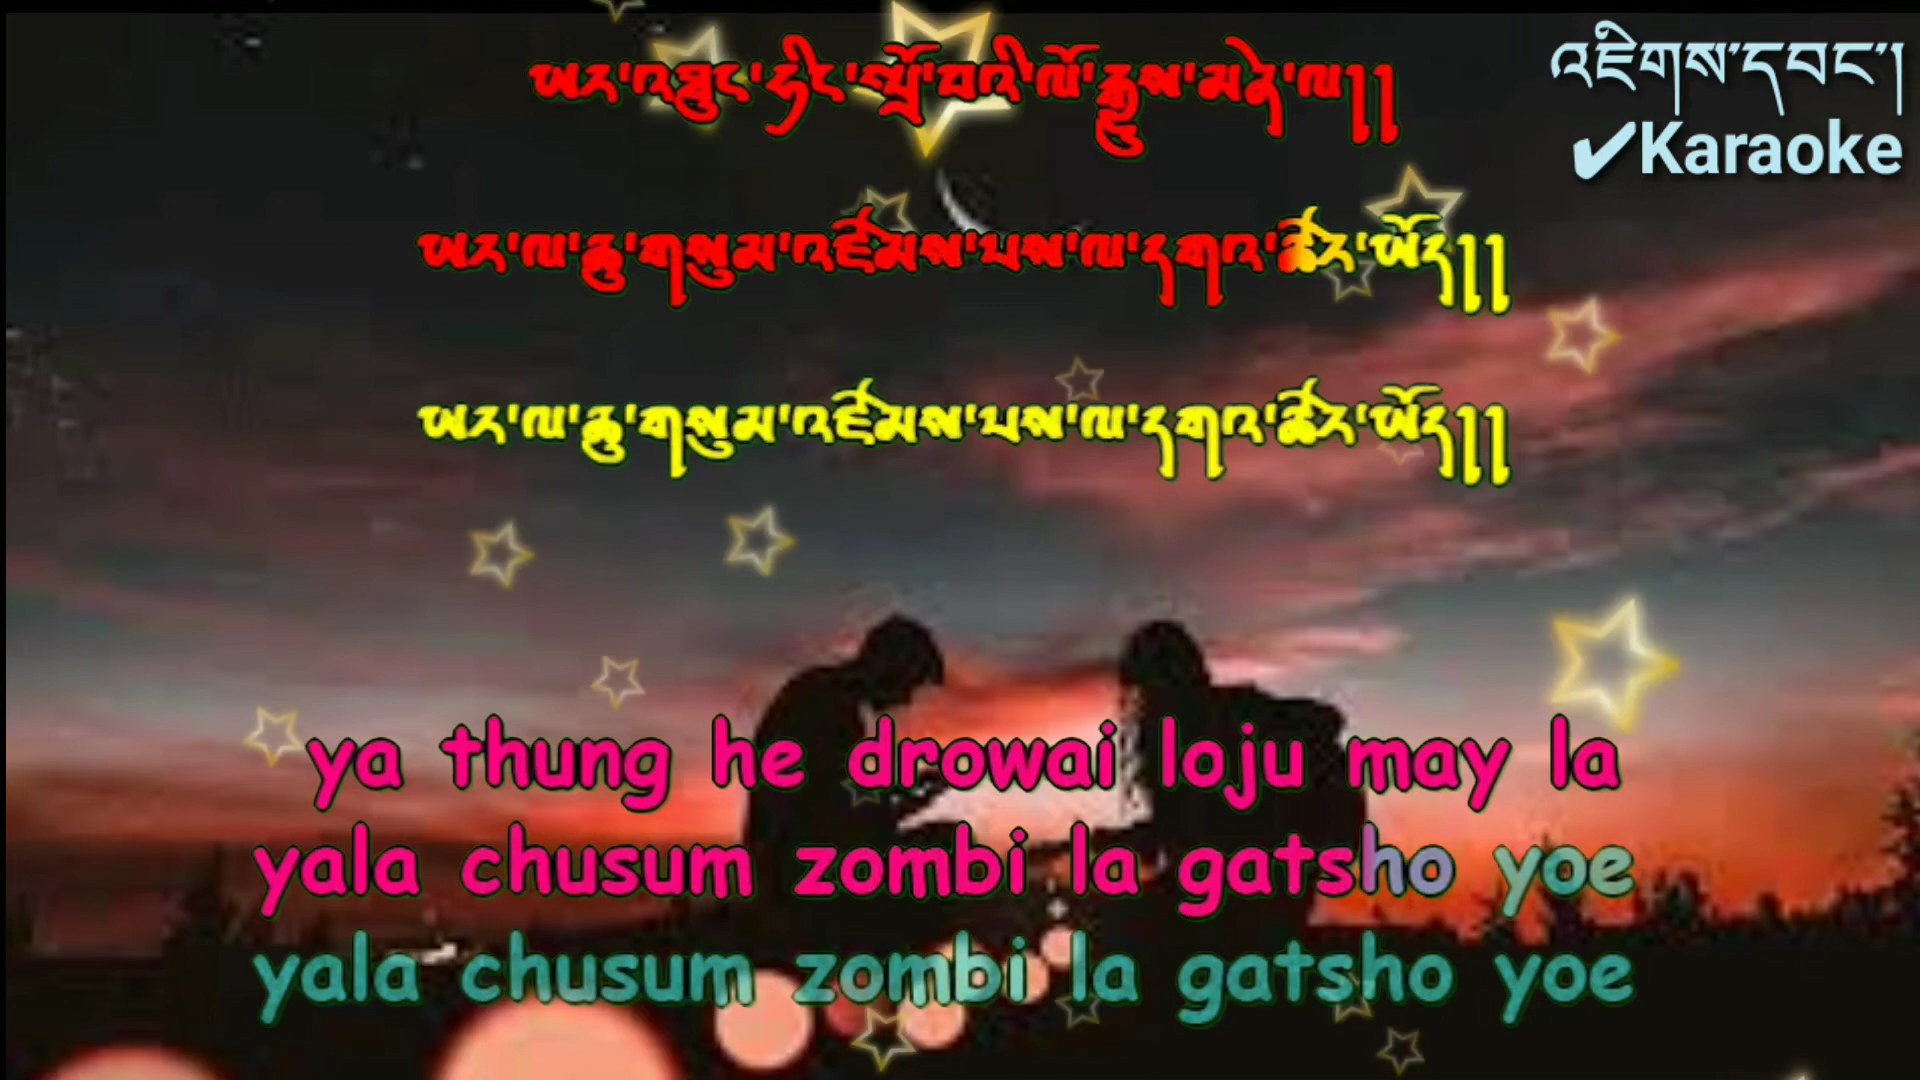 འཇིགས་དབང་།
✔Karaoke
ཡར་འཐུང་ཧེང་སྤྲོ་བའི་ལོ་རྒྱུས་མནེ་ལ།།
ཡར་ལ་ཆུ་གསུམ་འཛོམས་པས་ལ་དགའ་ཚོར་ཡོད།།
ཡར་ལ་ཆུ་གསུམ་འཛོམས་པས་ལ་དགའ་ཚོར་ཡོད།།
ya thung he drowai loju may la
yala chusum zombi la gatsho yoe
yala chusum zombi la gatsho yoe